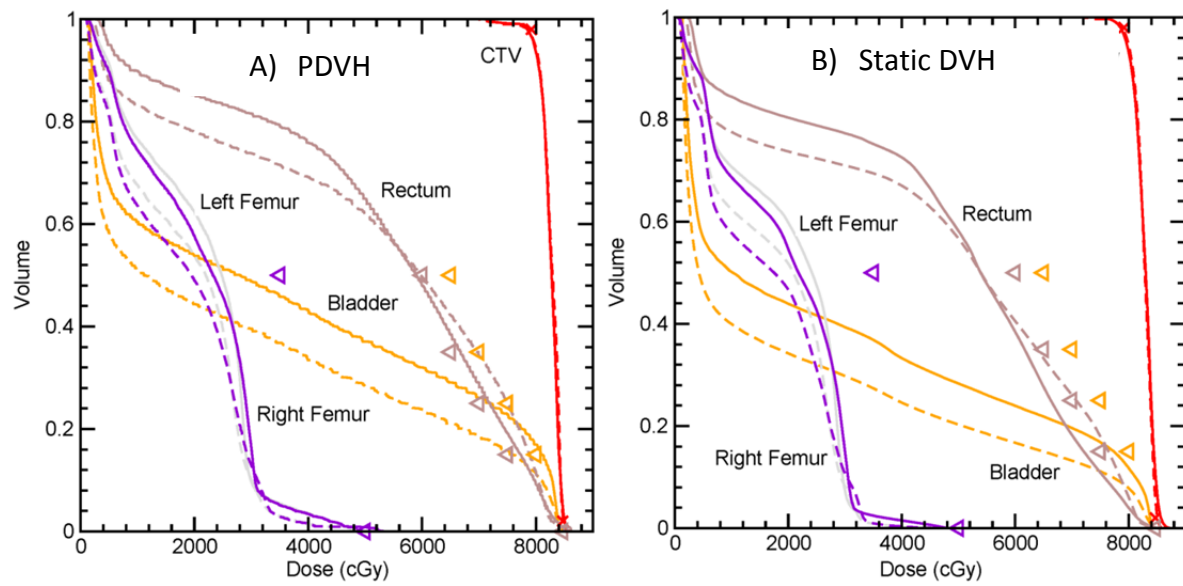 A) PDVH
CTV
Rectum
Left Femur
Bladder
Right Femur
Volume
1
0.8
0.6
0.4
0.2
0
0 2000 4000 6000 8000
Dose (cGy)
B) Static DVH
Rectum
Left Femur
Right Femur
Bladder
Volume
1
0.8
0.6
0.4
0.2
0
0 2000 4000 6000 8000
Dose (cGy)